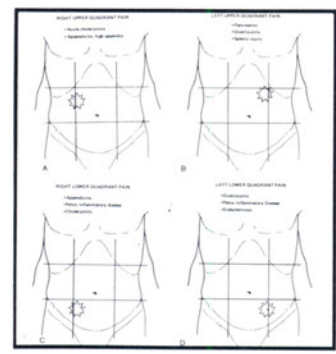 RIGHT UPPER QUADRANT PAIN
• Acute cholecystitis
• Appendicitis, high appendix
A
LEFT UPPER QUADRANT PAIN
• Pancreatitis
• Diverticulitis
• Splenic injury
B
RIGHT LOWER QUADRANT PAIN
• Appendicitis
• Pelvic Inflammatory disease
• Cholecystitis
C
LEFT LOWER QUADRANT PAIN
• Pelvic Inflammatory Disease
D